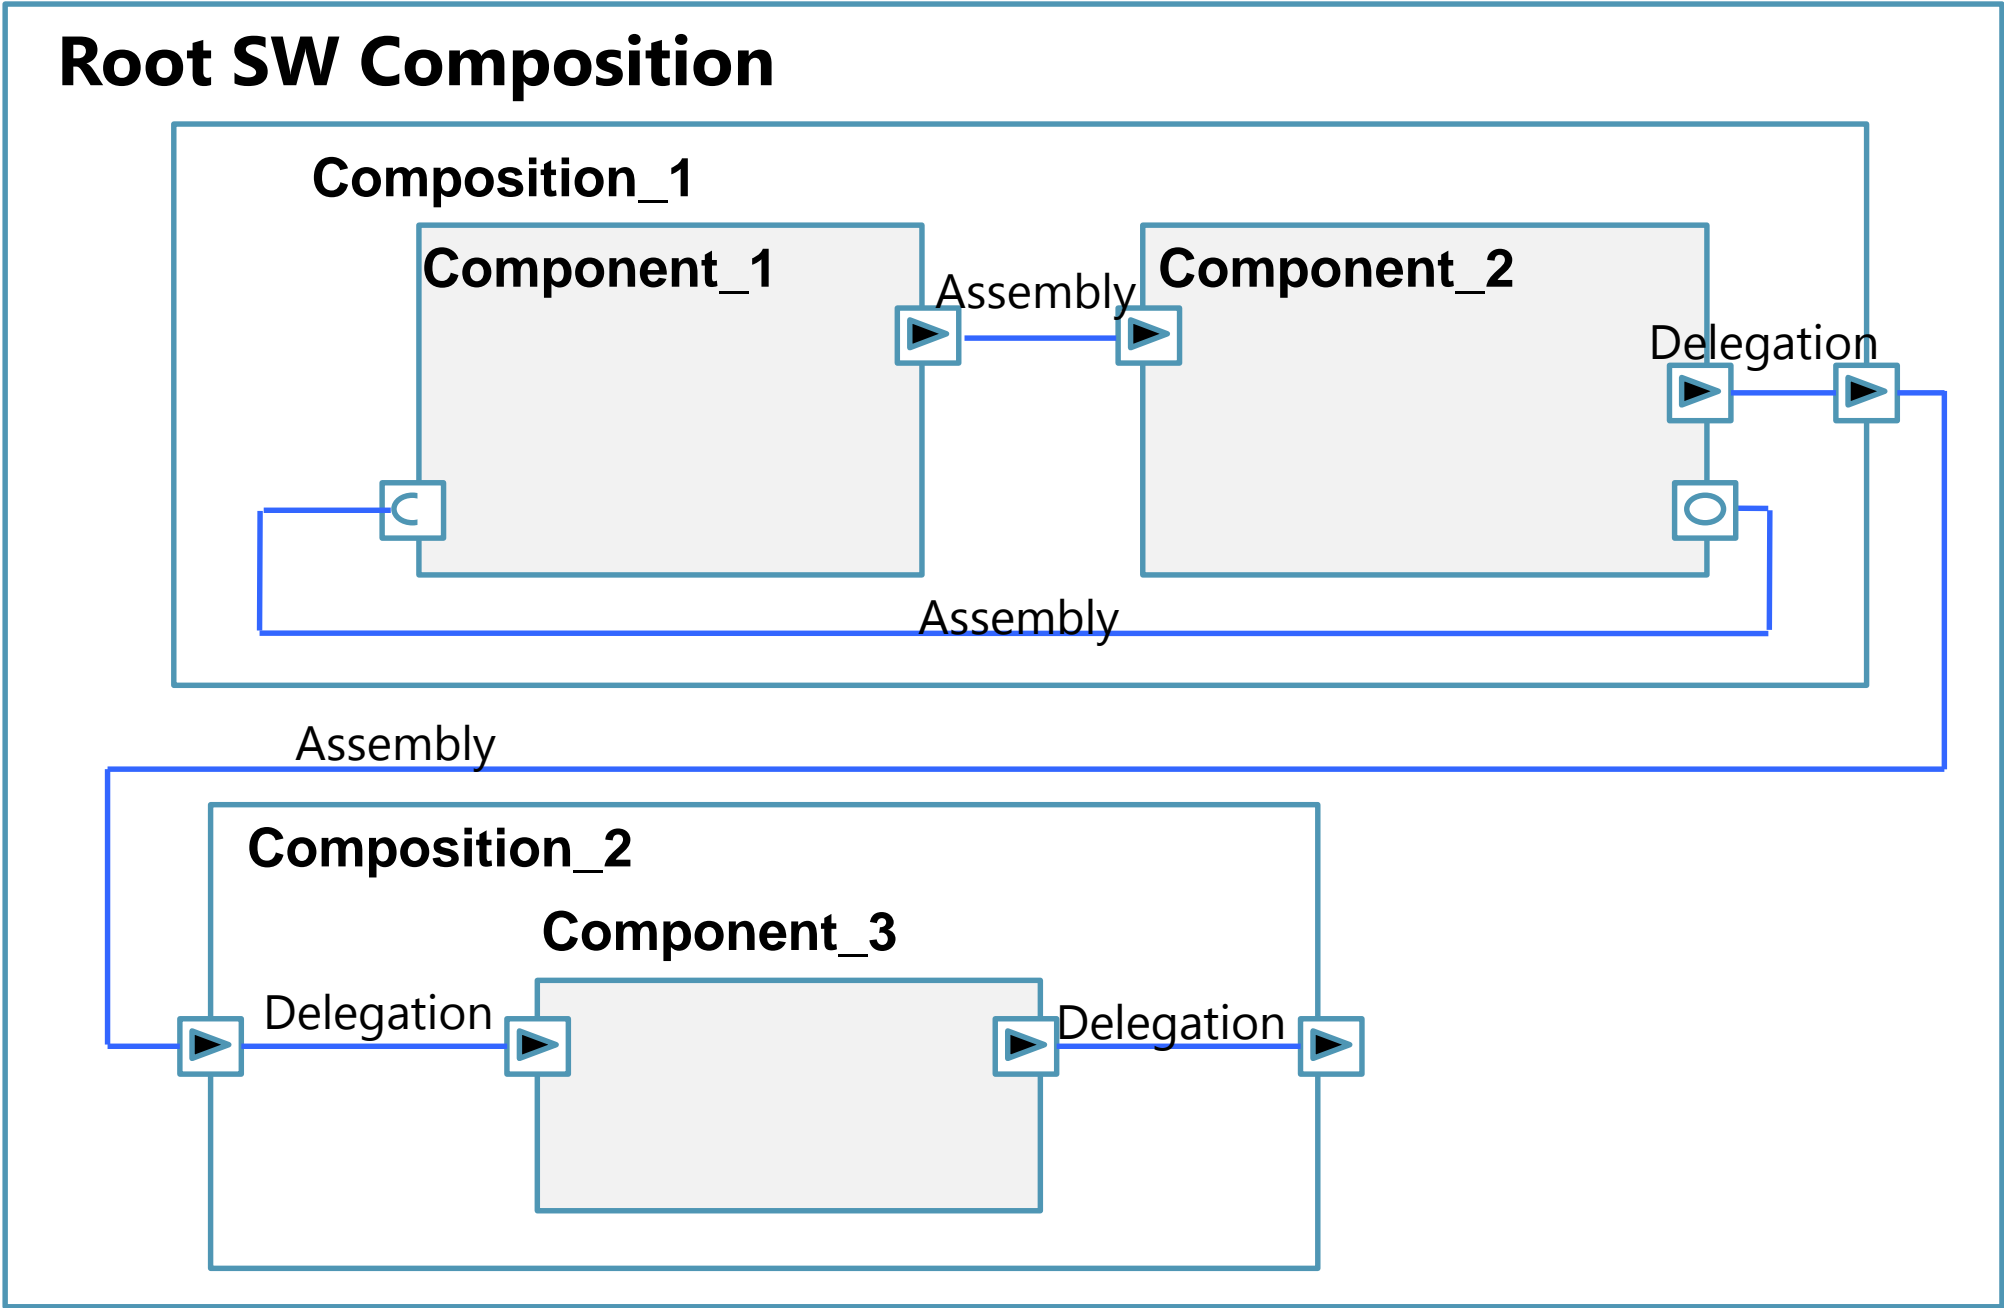 Root SW Composition
Composition_1
Component_1
Assembly
Component_2
Delegation
Assembly
Assembly
Composition_2
Component_3
Delegation
Delegation